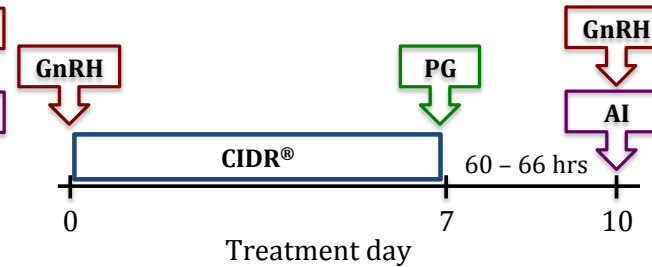 GnRH
GnRH
PG
AI
CIDR®
60 – 66 hrs
0
7
10
Treatment day